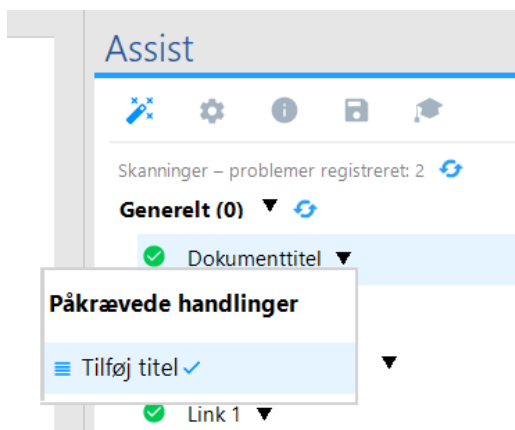 Assist
Skanninger – problemer registreret: 2
Generelt (0)
Dokumenttitel
Påkrævede handlinger
Tilføj titel
Link 1